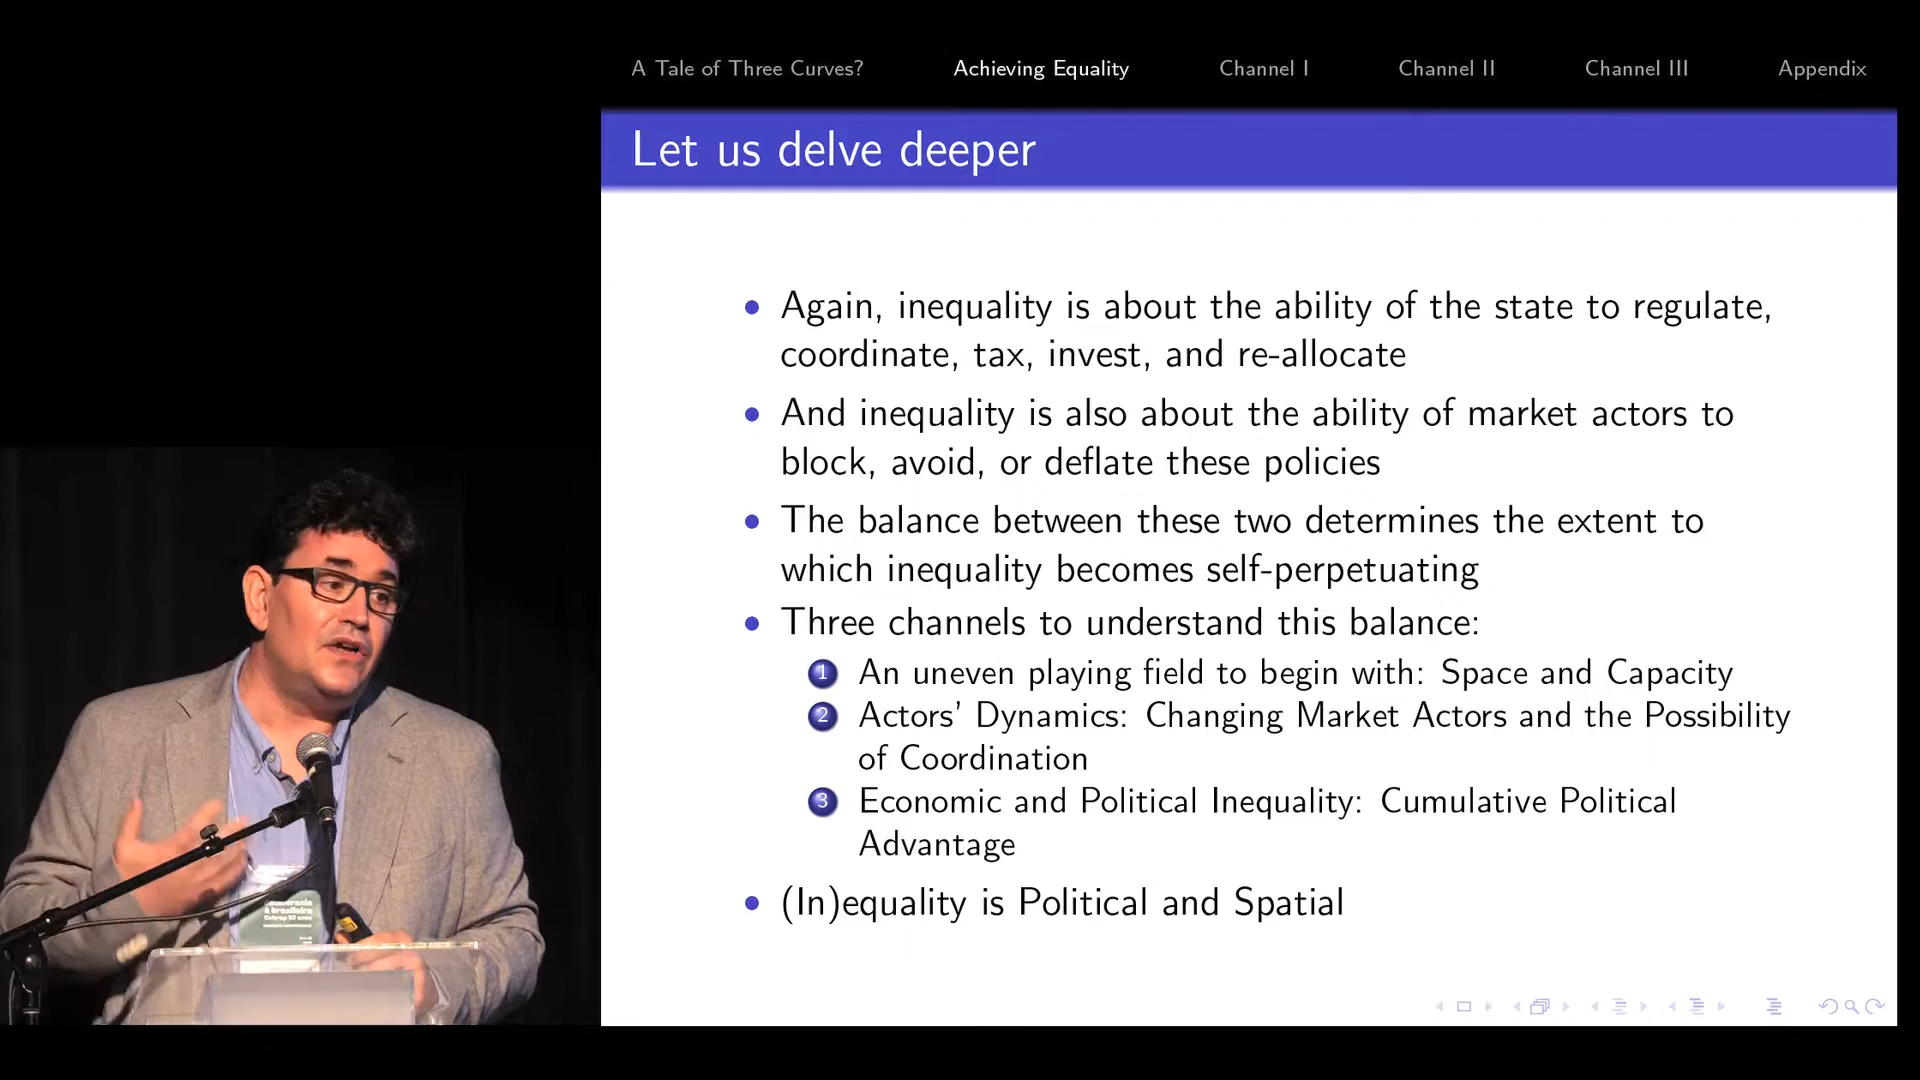 A Tale of Three Curves? Achieving Equality Channel I Channel II Channel III Appendix
Let us delve deeper
Again, inequality is about the ability of the state to regulate,
coordinate, tax, invest, and re-allocate
And inequality is also about the ability of market actors to
block, avoid, or deflate these policies
The balance between these two determines the extent to
which inequality becomes self-perpetuating
Three channels to understand this balance:
1 An uneven playing field to begin with: Space and Capacity
2 Actors' Dynamics: Changing Market Actors and the Possibility
of Coordination
3 Economic and Political Inequality: Cumulative Political
Advantage
(In)equality is Political and Spatial
à brasileira
Cebrap 50 anos